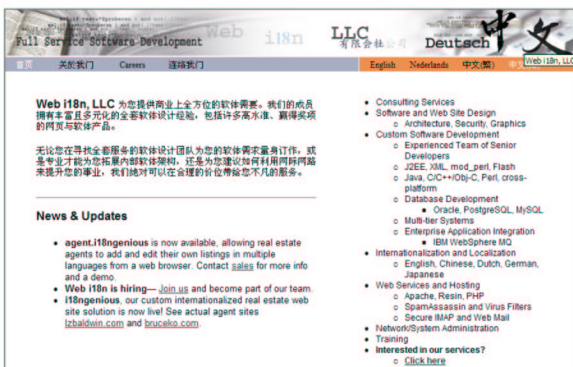 Full Service Software Development
Web
i18n
LLC
有限会社
公司
Deutsch
中文
Web i18n, LLC
首页 关於我们 Careers 连络我们
English Nederlands 中文(繁)
Web i18n, LLC 为您提供商业上全方位的软体需要。我们的成员
拥有丰富且多元化的全套软体设计经验，包括许多高水准、赢得奖项
的网页与软体产品。
无论您在寻找全套服务的软体设计团队为您的软体需求量身订作，或
是专业才能为您拓展内部软体架构，还是为您建议如何利用网际网路
来提升您的事业，我们绝对可以在合理的价位带给您不凡的服务。
News & Updates
• agent.i18ngenious is now available, allowing real estate
agents to add and edit their own listings in multiple
languages from a web browser. Contact sales for more info
and a demo.
• Web i18n is hiring— Join us and become part of our team.
• i18ngenious, our custom internationalized real estate web
site solution is now live! See actual agent sites
lzbaldwin.com and bruceko.com.
• Consulting Services
• Software and Web Site Design
o Architecture, Security, Graphics
• Custom Software Development
o Experienced Team of Senior
Developers
o J2EE, XML, mod_perl, Flash
o Java, C/C++/Obj-C, Perl, cross-
platform
o Database Development
▪ Oracle, PostgreSQL, MySQL
o Multi-tier Systems
o Enterprise Application Integration
▪ IBM WebSphere MQ
• Internationalization and Localization
o English, Chinese, Dutch, German,
Japanese
• Web Services and Hosting
o Apache, Resin, PHP
o SpamAssassin and Virus Filters
o Secure IMAP and Web Mail
• Network/System Administration
• Training
• Interested in our services?
o Click here